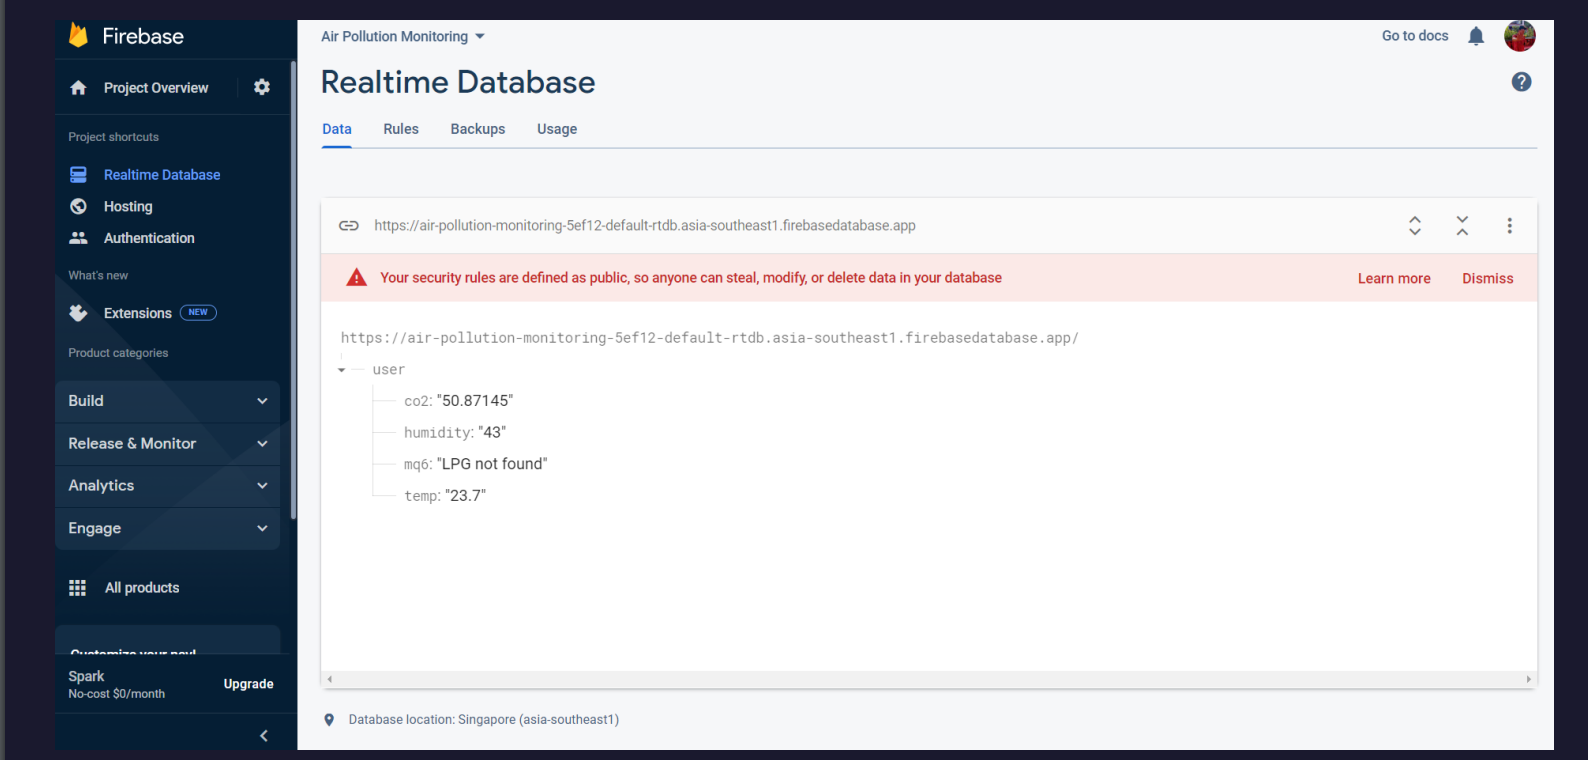 Firebase
Project Overview
Project shortcuts
Realtime Database
Hosting
Authentication
What's new
Extensions NEW
Product categories
Build
Release & Monitor
Analytics
Engage
All products
Customize your nav!
Spark
No-cost $0/month
Upgrade
Air Pollution Monitoring
Go to docs
Realtime Database
Data Rules Backups Usage
https://air-pollution-monitoring-5ef12-default-rtdb.asia-southeast1.firebasedatabase.app
Your security rules are defined as public, so anyone can steal, modify, or delete data in your database Learn more Dismiss
https://air-pollution-monitoring-5ef12-default-rtdb.asia-southeast1.firebasedatabase.app/
user
co2: "50.87145"
humidity: "43"
mq6: "LPG not found"
temp: "23.7"
Database location: Singapore (asia-southeast1)